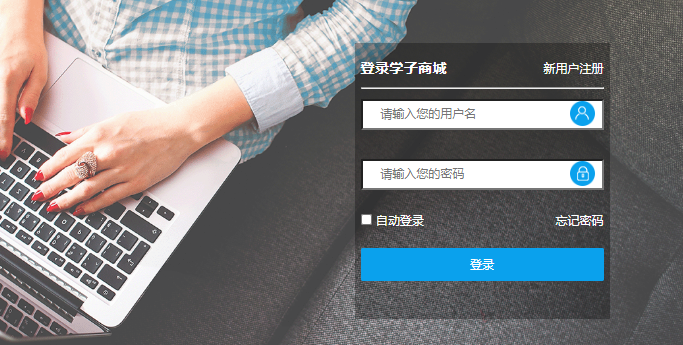 登录学子商城 新用户注册
请输入您的用户名
请输入您的密码
自动登录 忘记密码
登录